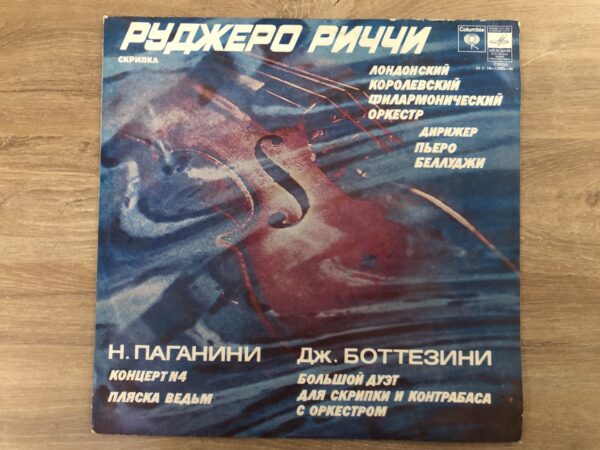 РУДЖЕРО РИЧЧИ
СКРИПКА
Columbia
ЛОНДОНСКИЙ
КОРОЛЕВСКИЙ
ФИЛАРМОНИЧЕСКИЙ
ОРКЕСТР
ДИРИЖЕР
ПЬЕРО
БЕЛЛУДЖИ
Н. ПАГАНИНИ
КОНЦЕРТ N4
ПЛЯСКА ВЕДЬМ
ДЖ. БОТТЕЗИНИ
БОЛЬШОЙ ДУЭТ
ДЛЯ СКРИПКИ И КОНТРАБАСА
С ОРКЕСТРОМ